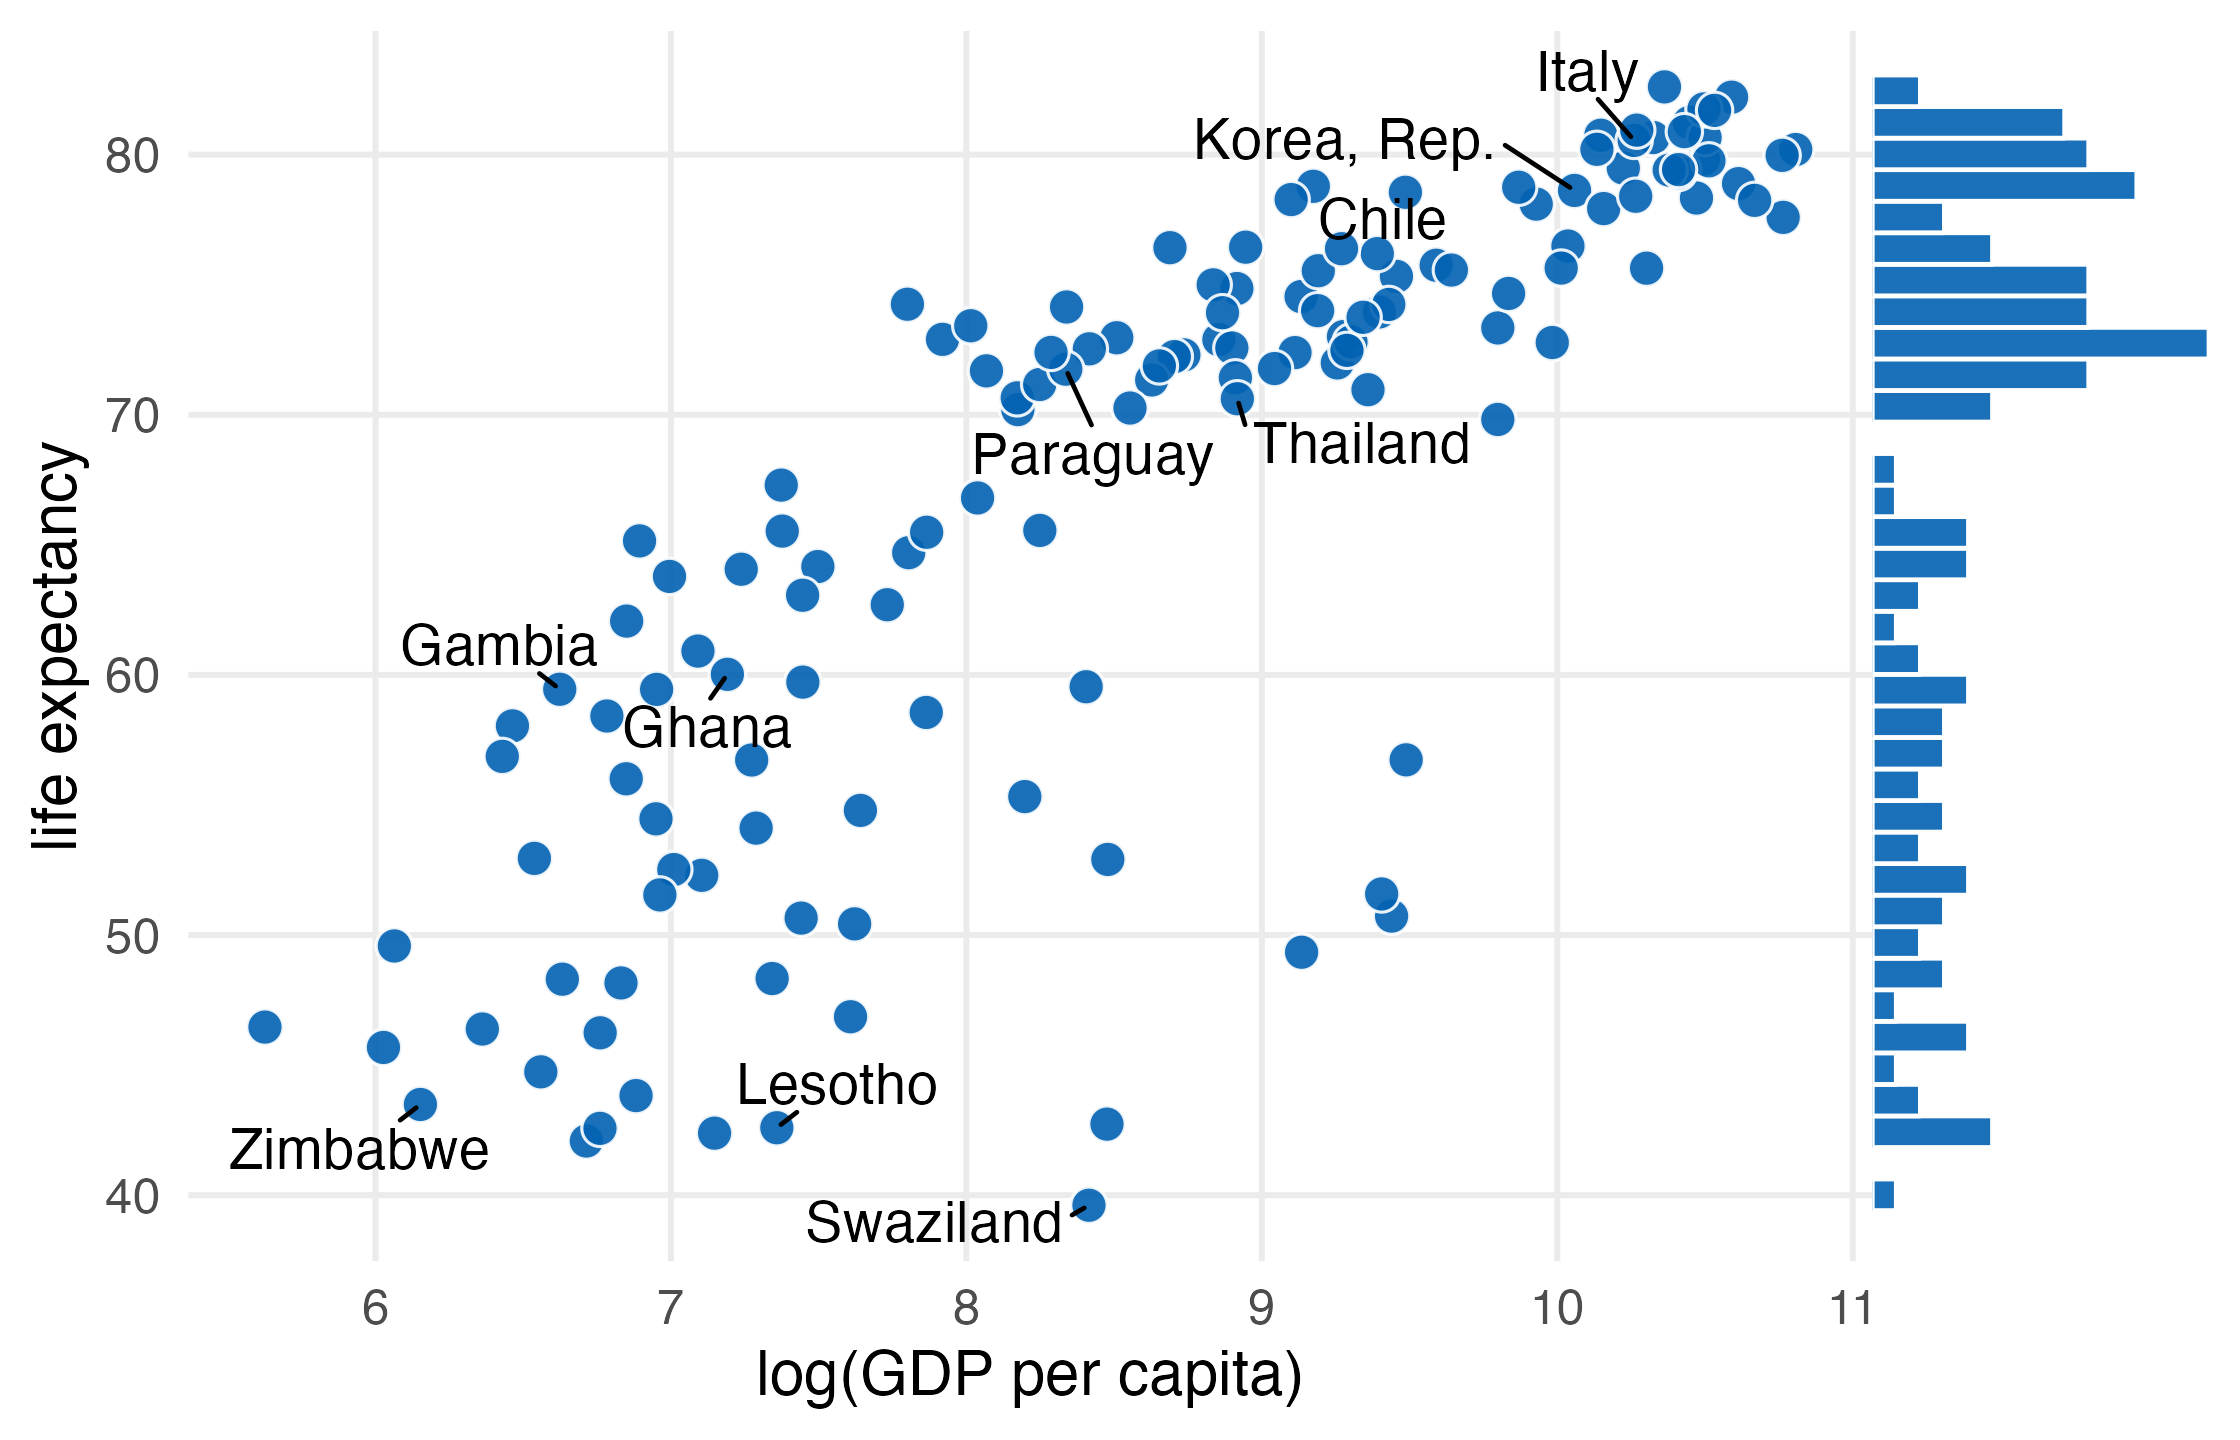 Italy
Korea, Rep.
Chile
Paraguay
Thailand
Gambia
Ghana
Lesotho
Zimbabwe
Swaziland
80
70
60
50
40
life expectancy
6 7 8 9 10 11
log(GDP per capita)